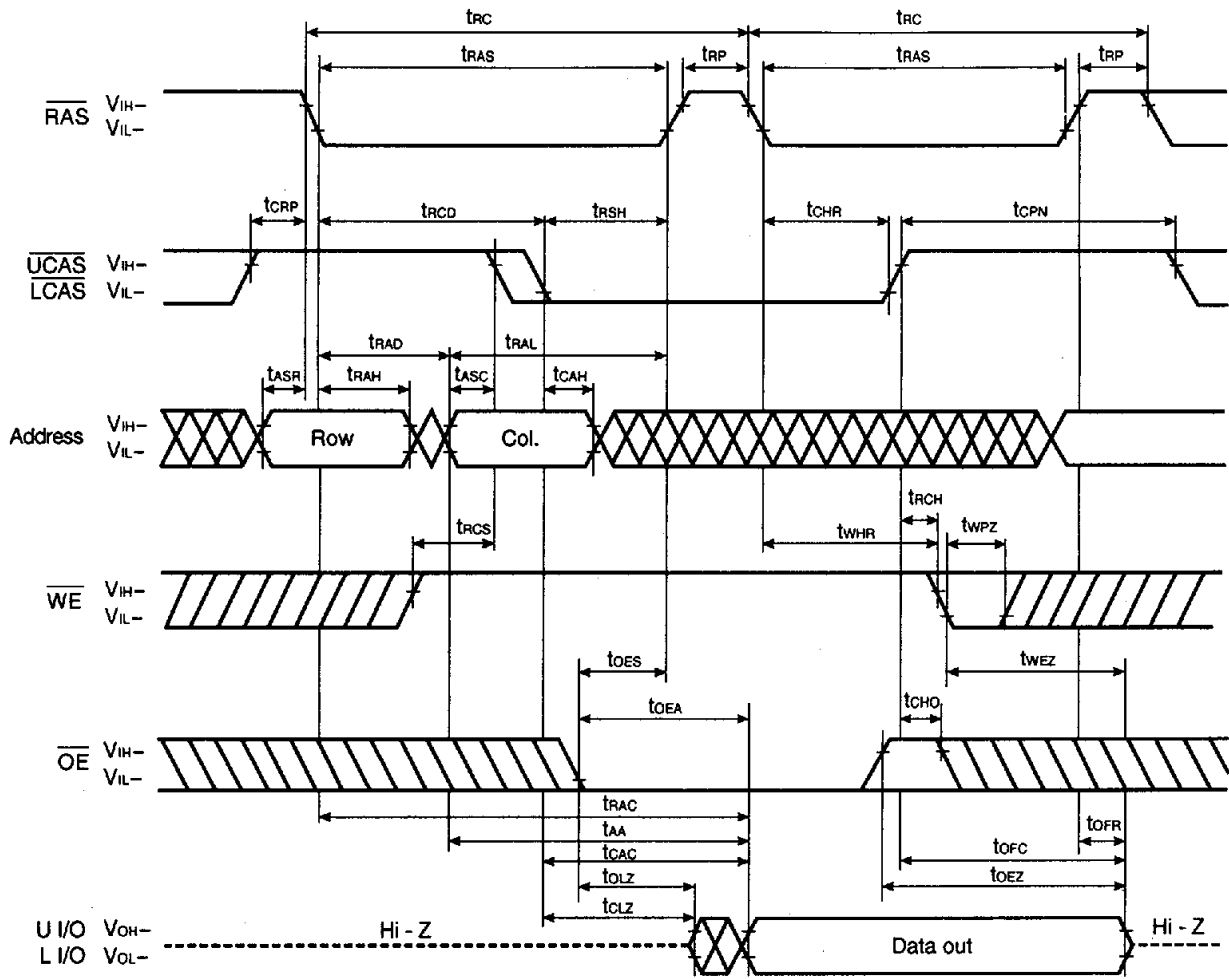 tRC tRC
tRAS tRP tRAS tRP
RAS VIH–
VIL–
tCRP tRCD tRSH tCHR tCPN
UCAS VIH–
LCAS VIL–
tRAD tRAL
tASR tRAH tASC tCAH
Address VIH–
VIL–
Row Col.
tRCH
tRCS tWHR tWPZ
WE VIH–
VIL–
tOES tWEZ
tOEA tCHO
OE VIH–
VIL–
tRAC
tAA tOFR
tCAC tOFC
tOLZ tOEZ
tCLZ
U I/O VOH–
L I/O VOL–
Hi - Z Data out Hi - Z